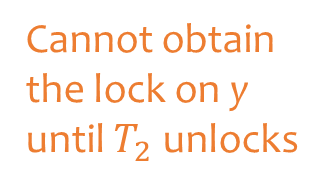 Cannot obtain
the lock on y
until T₂ unlocks